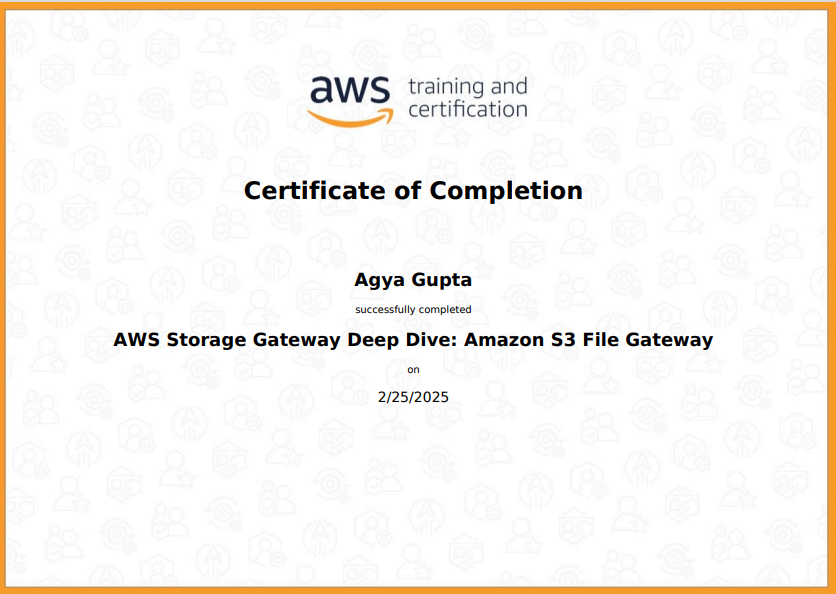 aws training and
certification
Certificate of Completion
Agya Gupta
successfully completed
AWS Storage Gateway Deep Dive: Amazon S3 File Gateway
on
2/25/2025